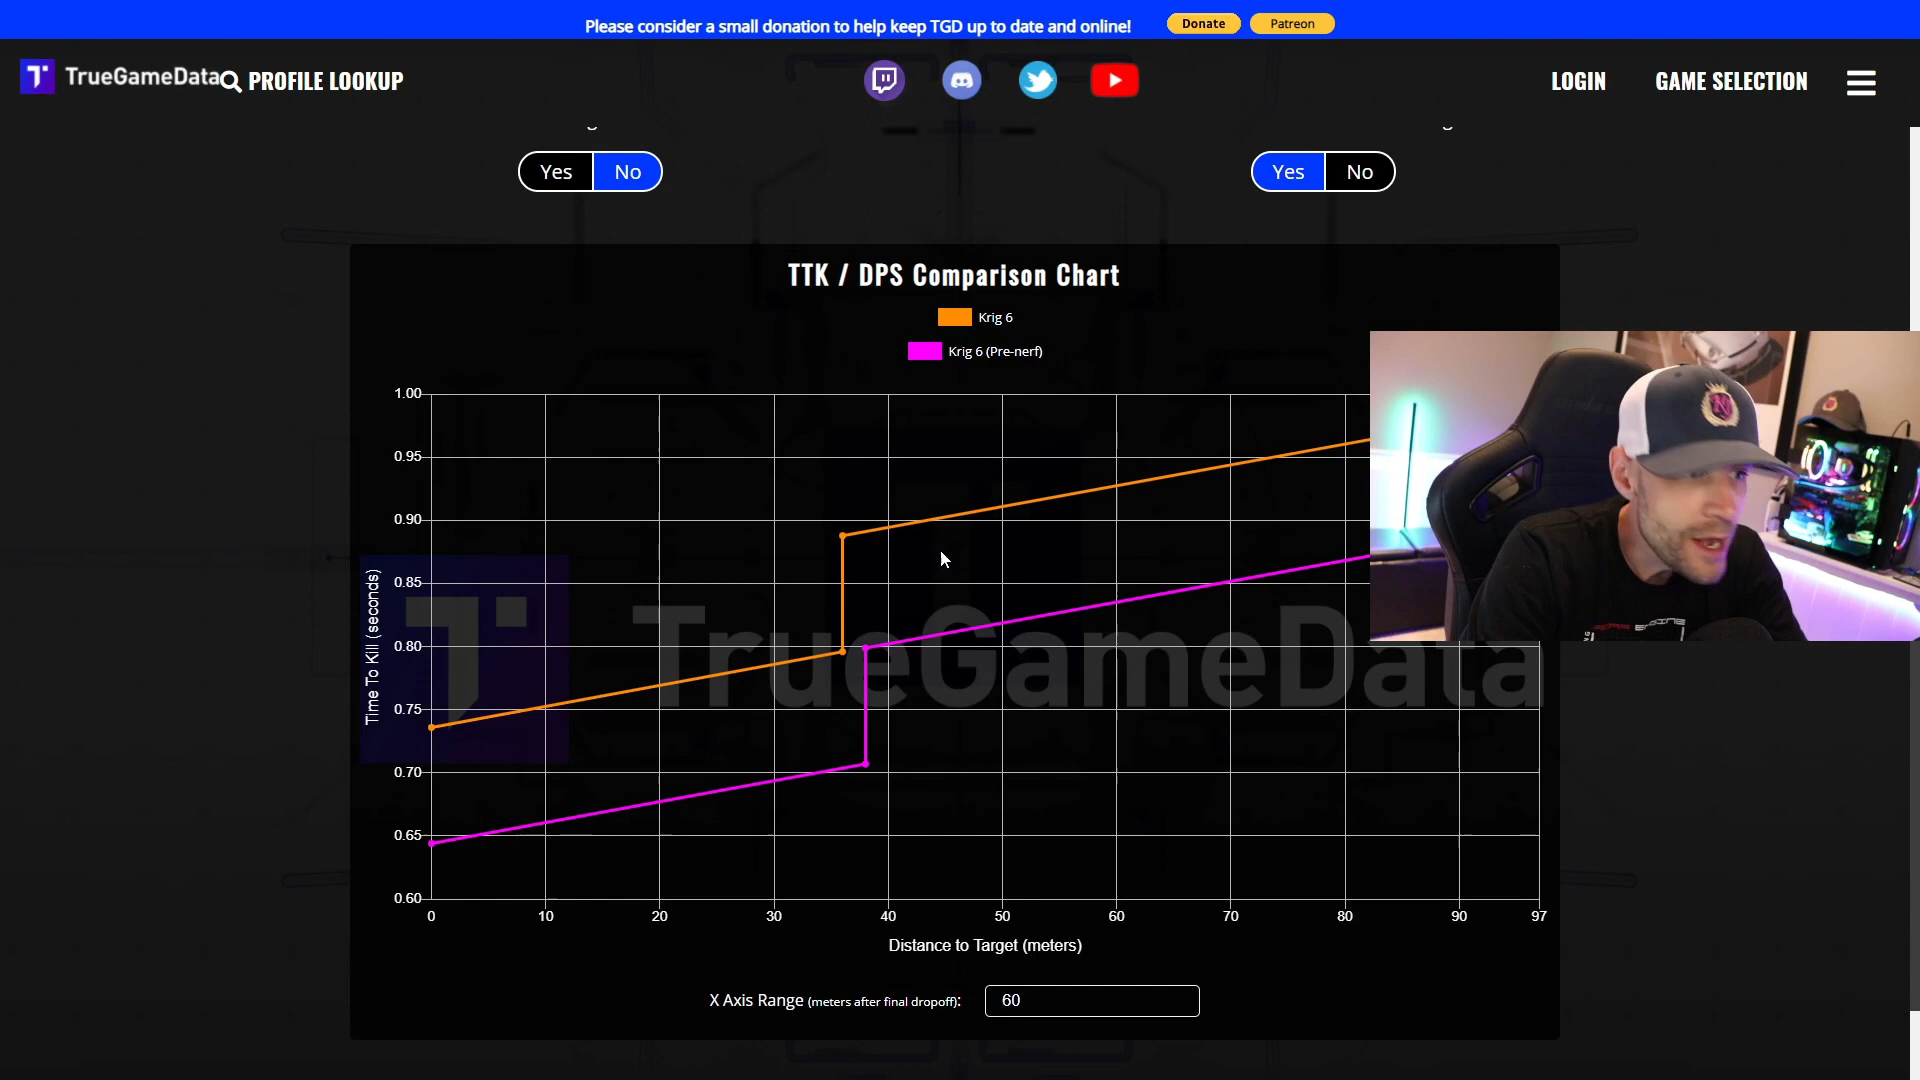 Please consider a small donation to help keep TGD up to date and online!
Donate
Patreon
TrueGameData
PROFILE LOOKUP
LOGIN
GAME SELECTION
Yes
No
Yes
No
TTK / DPS Comparison Chart
Krig 6
Krig 6 (Pre-nerf)
1.00
0.95
0.90
0.85
0.80
0.75
0.70
0.65
0.60
Time To Kill (seconds)
TrueGameData
0
10
20
30
40
50
60
70
80
90
97
Distance to Target (meters)
X Axis Range (meters after final dropoff):
60